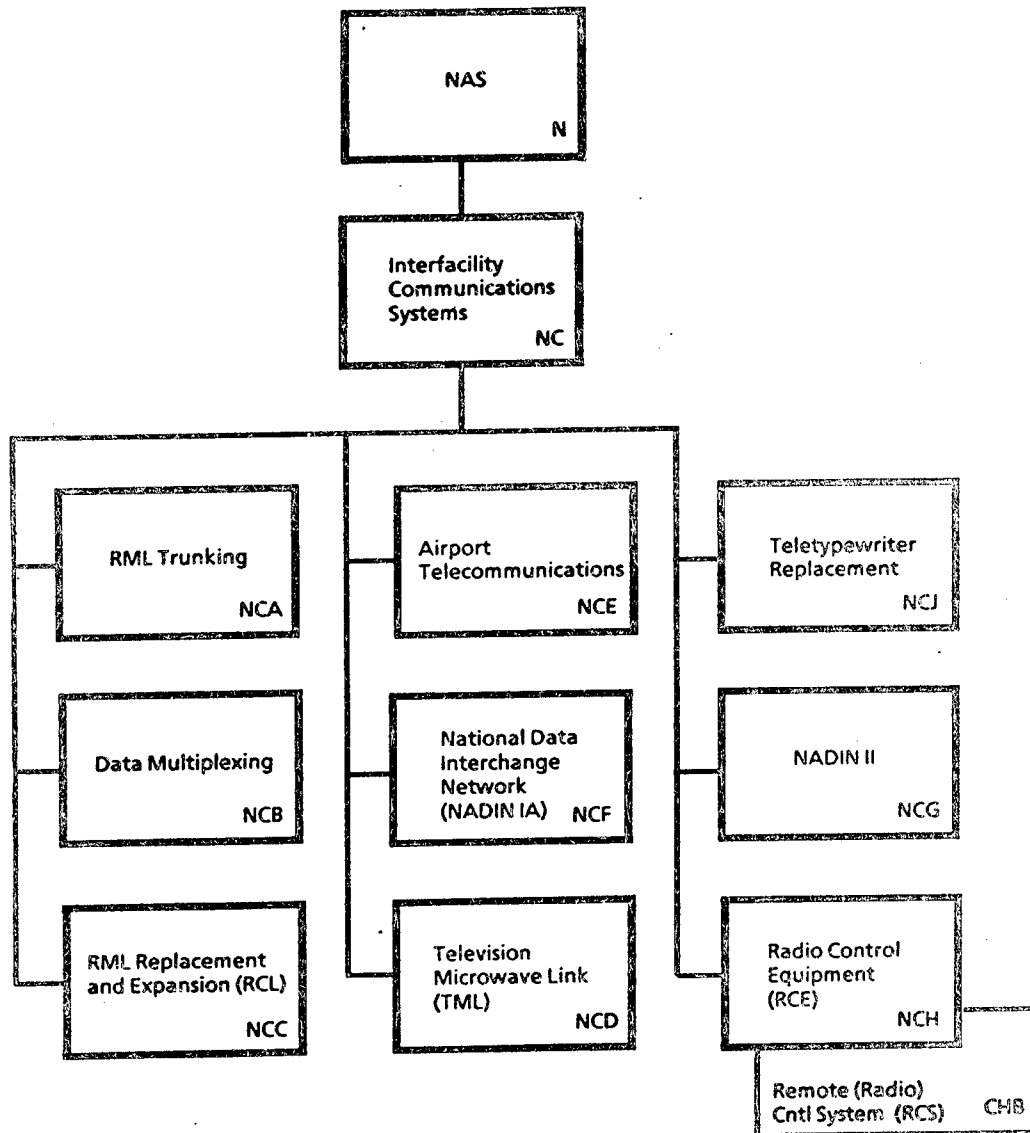 NAS
N
Interfacility
Communications
Systems
NC
RML Trunking
NCA
Airport
Telecommunications
NCE
Teletypewriter
Replacement
NCJ
Data Multiplexing
NCB
National Data
Interchange
Network
(NADIN IA) NCF
NADIN II
NCG
RML Replacement
and Expansion (RCL)
NCC
Television
Microwave Link
(TML)
NCD
Radio Control
Equipment
(RCE)
NCH
Remote (Radio)
Cntl System (RCS) CHB